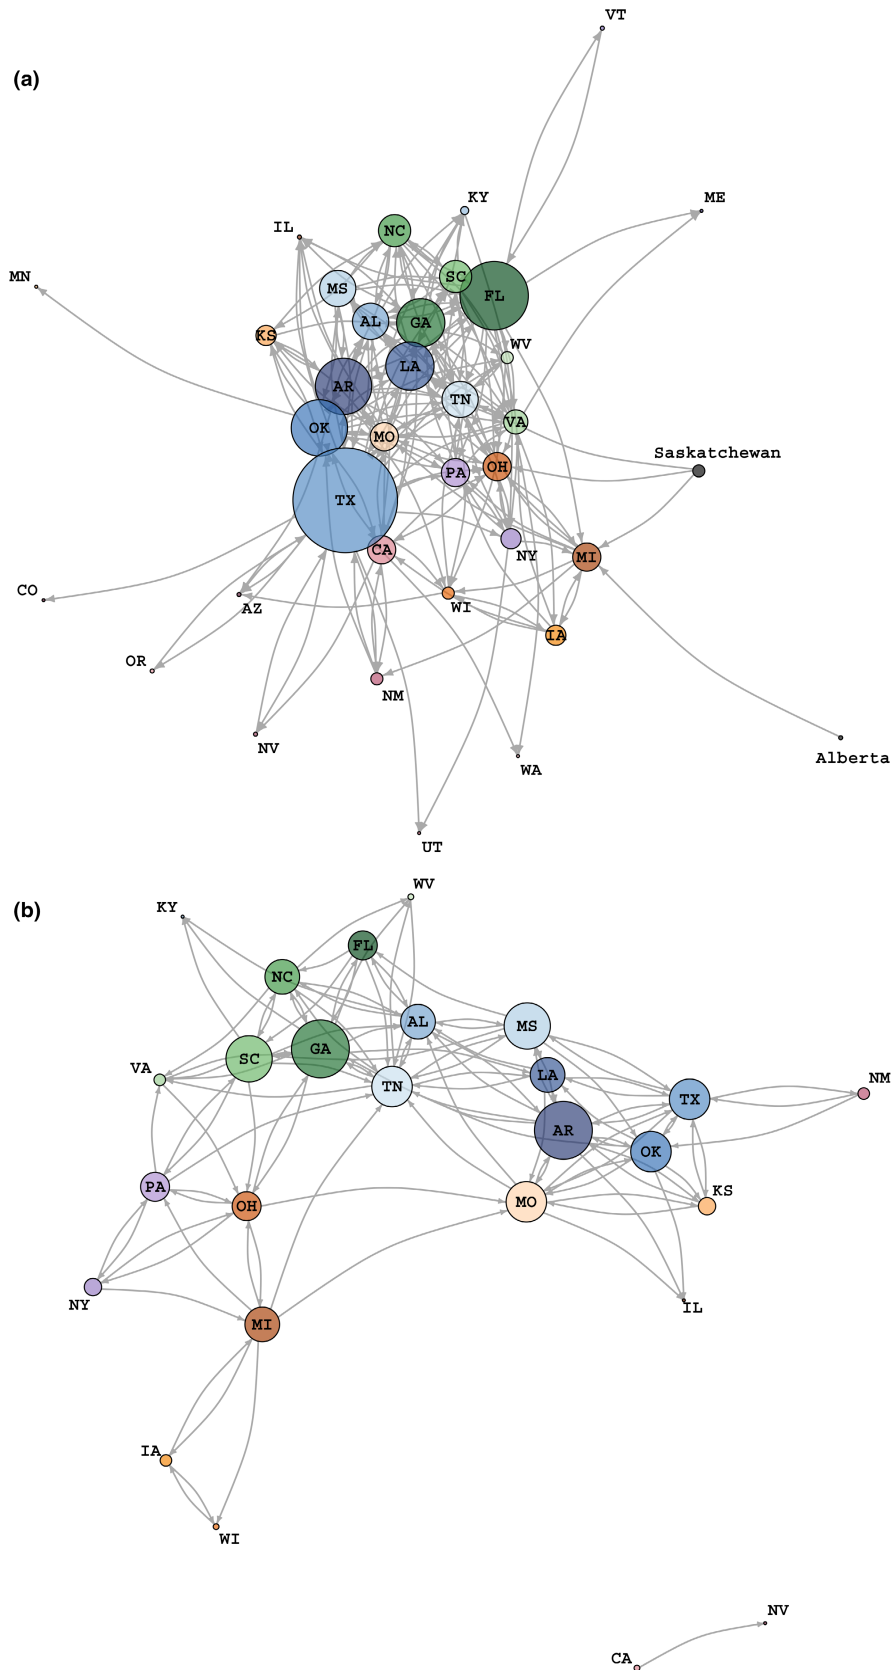 VT
(a)
KY
ME
IL
NC
MN
SC
MS
FL
AL
GA
KS
WV
LA
AR
TN
VA
OK
MO
Saskatchewan
PA
OH
TX
CA
NY
MI
CO
AZ
WI
IA
OR
NM
NV
WA
Alberta
UT
(b)
WV
KY
FL
NC
AL
MS
SC
GA
VA
LA
NM
TN
TX
AR
OK
PA
KS
OH
MO
NY
IL
MI
IA
WI
NV
CA